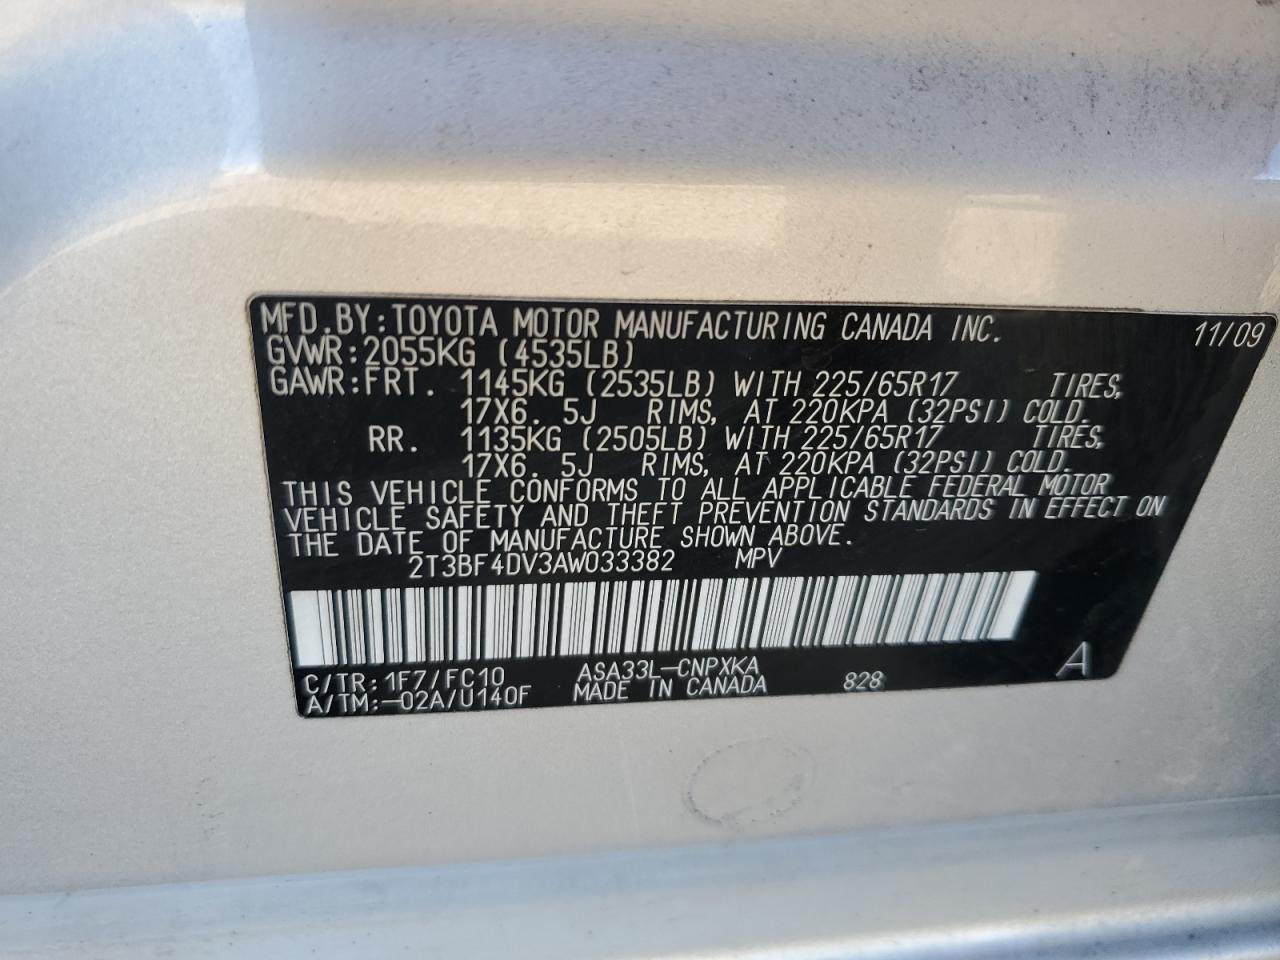 MFD.BY:TOYOTA MOTOR MANUFACTURING CANADA INC. 11/09
GVWR:2055KG (4535LB)
GAWR:FRT. 1145KG (2535LB) WITH 225/65R17 TIRES,
17X6. 5J RIMS, AT 220KPA (32PSI) COLD.
RR. 1135KG (2505LB) WITH 225/65R17 TIRES,
17X6. 5J RIMS, AT 220KPA (32PSI) COLD.
THIS VEHICLE CONFORMS TO ALL APPLICABLE FEDERAL MOTOR
VEHICLE SAFETY AND THEFT PREVENTION STANDARDS IN EFFECT ON
THE DATE OF MANUFACTURE SHOWN ABOVE.
2T3BF4DV3AW033382 MPV
C/TR:1F7/FC10 ASA33L-CNPXKA A
A/TM:-02A/U140F MADE IN CANADA 828